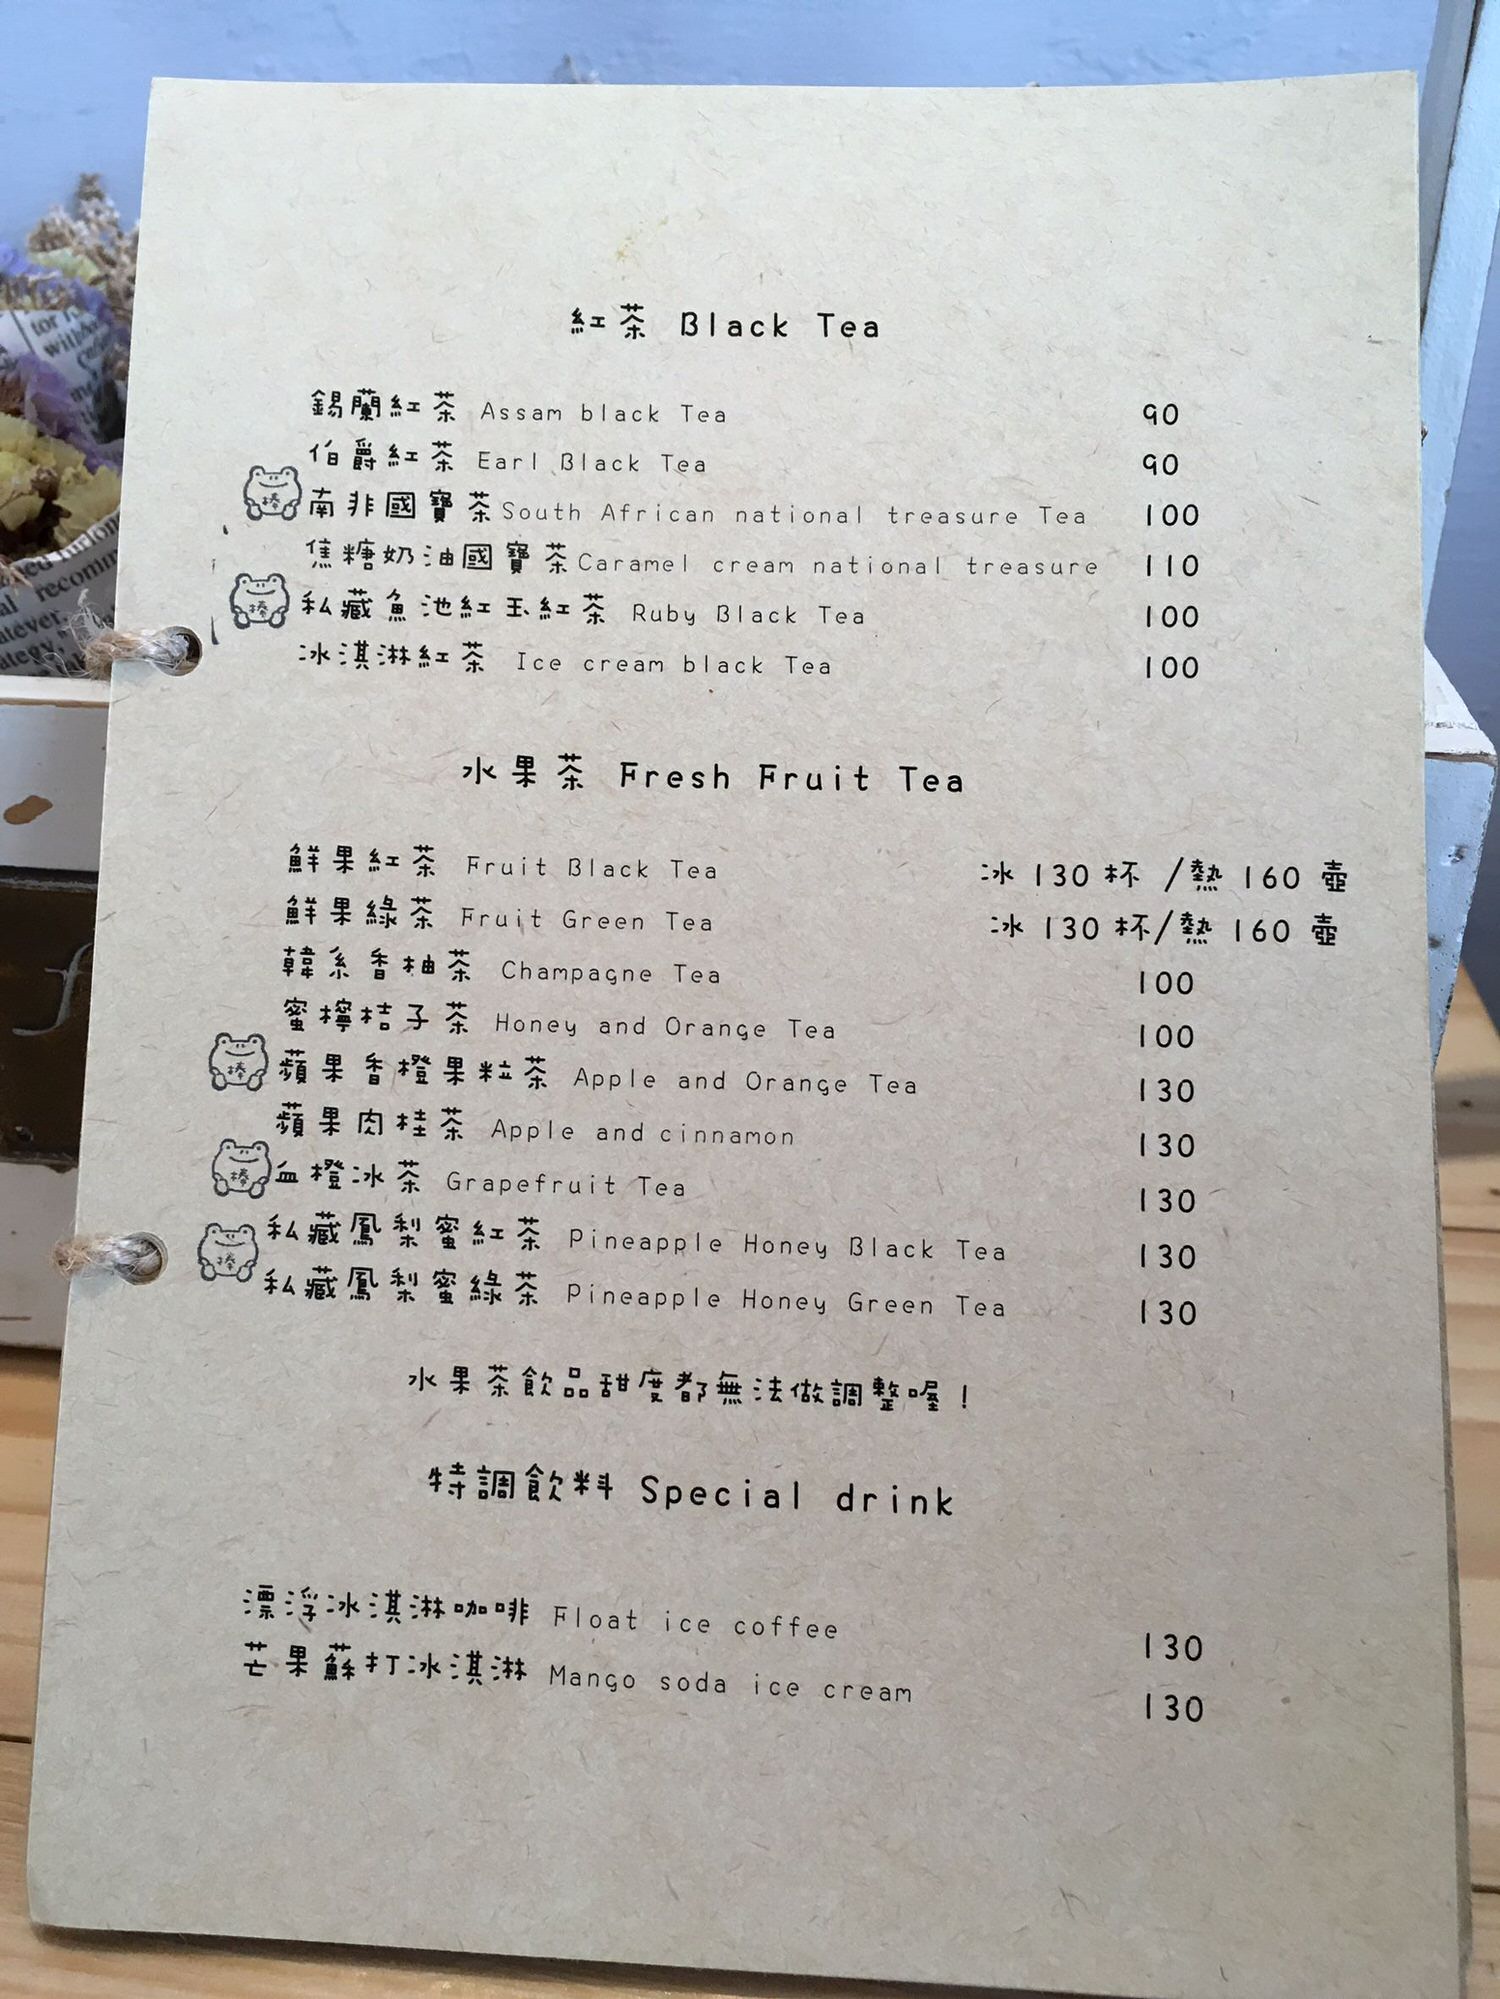 紅茶 Black Tea
錫蘭紅茶 Assam black Tea 90
伯爵紅茶 Earl Black Tea 90
棒 南非國寶茶 South African national treasure Tea 100
焦糖奶油國寶茶 Caramel cream national treasure 110
棒 私藏魚池紅玉紅茶 Ruby Black Tea 100
冰淇淋紅茶 Ice cream black Tea 100
水果茶 Fresh Fruit Tea
鮮果紅茶 Fruit Black Tea 冰 130 杯 /熱 160 壺
鮮果綠茶 Fruit Green Tea 冰 130 杯/熱 160 壺
韓系香柚茶 Champagne Tea 100
蜜檸桔子茶 Honey and Orange Tea 100
棒 蘋果香橙果粒茶 Apple and Orange Tea 130
蘋果肉桂茶 Apple and cinnamon 130
棒 血橙冰茶 Grapefruit Tea 130
棒 私藏鳳梨蜜紅茶 Pineapple Honey Black Tea 130
私藏鳳梨蜜綠茶 Pineapple Honey Green Tea 130
水果茶飲品甜度都無法做調整喔!
特調飲料 Special drink
漂浮冰淇淋咖啡 Float ice coffee 130
芒果蘇打冰淇淋 Mango soda ice cream 130